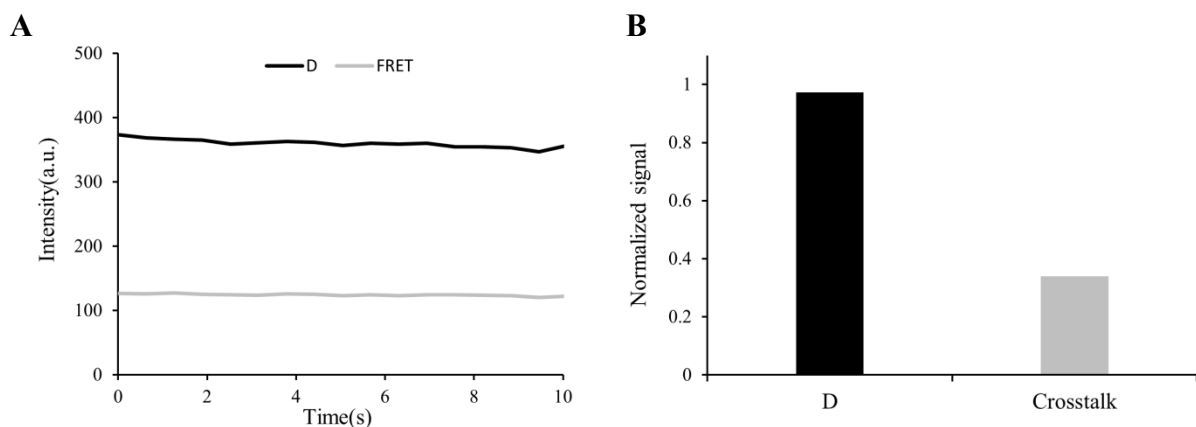 A
500
400
300
200
100
0
Intensity(a.u.)
D FRET
0 2 4 6 8 10
Time(s)
B
1
0.8
0.6
0.4
0.2
0
Normalized signal
D Crosstalk